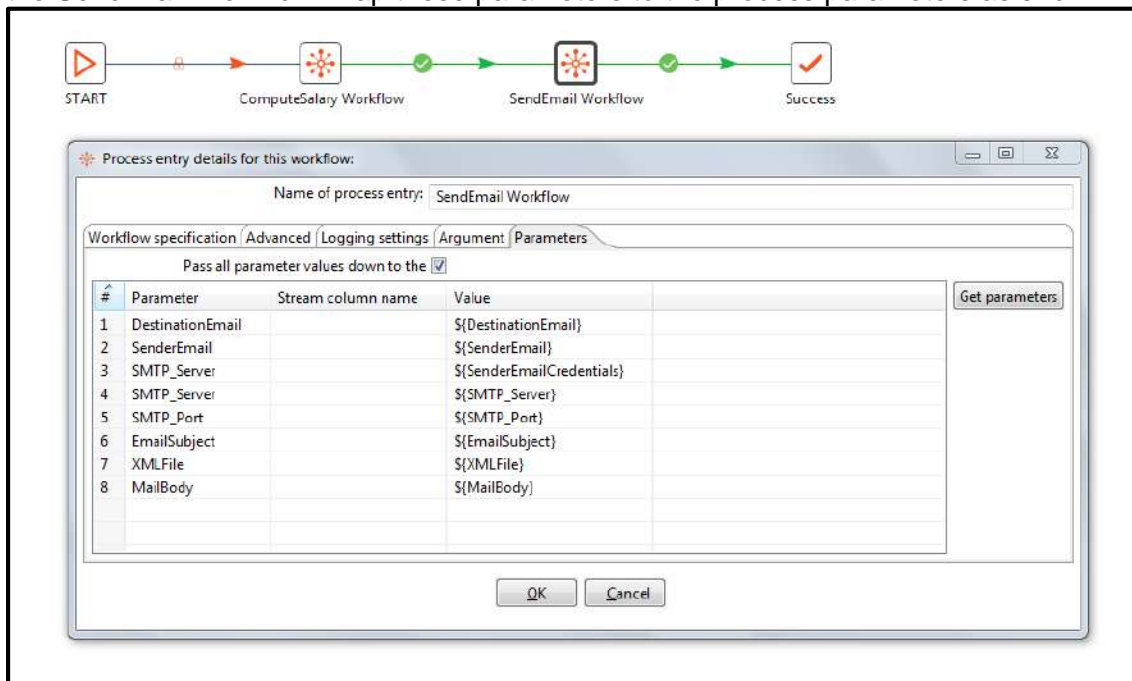 START ComputeSalary Workflow SendEmail Workflow Success
Process entry details for this workflow:
Name of process entry: SendEmail Workflow
Workflow specification Advanced Logging settings Argument Parameters
Pass all parameter values down to the
# Parameter Stream column name Value Get parameters
1 DestinationEmail ${DestinationEmail}
2 SenderEmail ${SenderEmail}
3 SMTP_Server ${SenderEmailCredentials}
4 SMTP_Server ${SMTP_Server}
5 SMTP_Port ${SMTP_Port}
6 EmailSubject ${EmailSubject}
7 XMLFile ${XMLFile}
8 MailBody ${MailBody}
OK Cancel